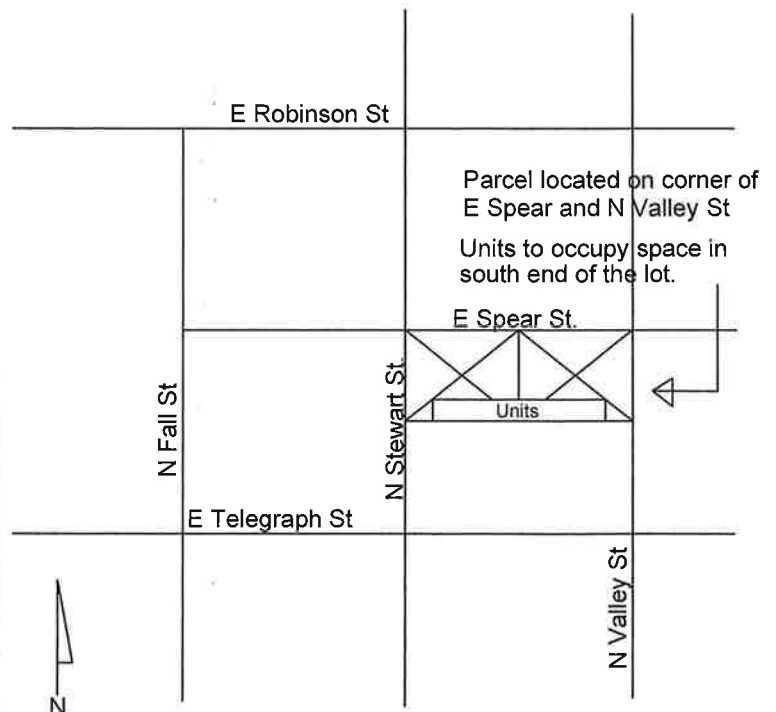 E Robinson St
Parcel located on corner of
E Spear and N Valley St
Units to occupy space in
south end of the lot.
E Spear St.
N Fall St
N Stewart St.
Units
E Telegraph St
N Valley St
N